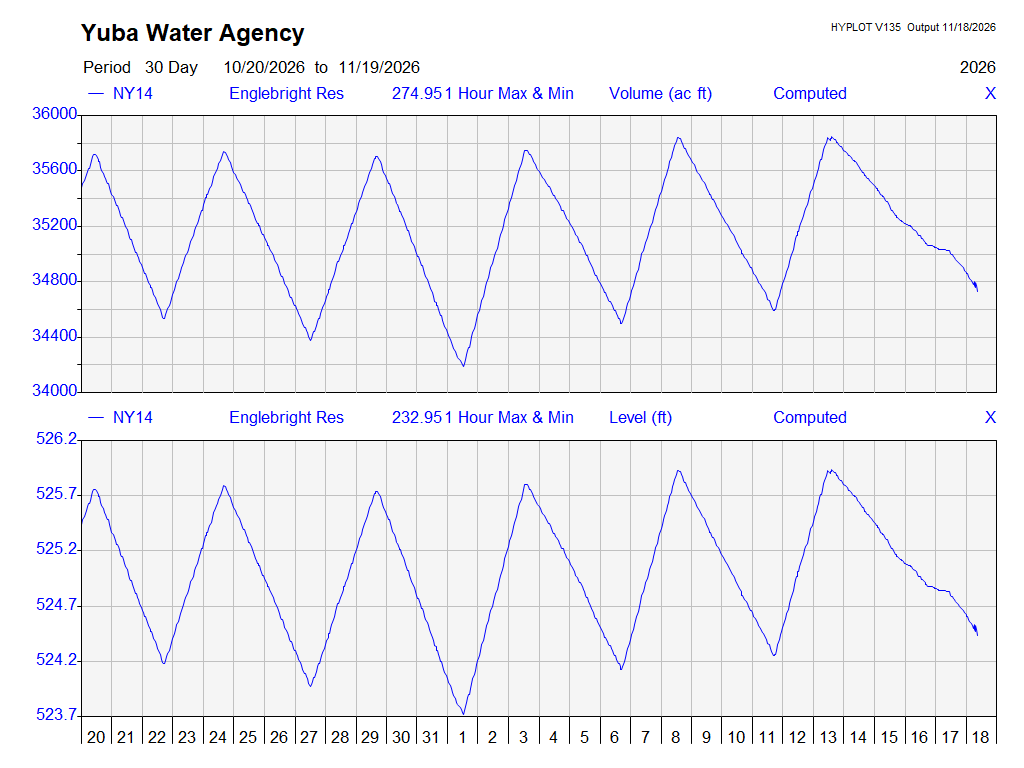 Yuba Water Agency
HYPLOT V135 Output 11/18/2026
Period 30 Day 10/20/2026 to 11/19/2026
2026
NY14 Englebright Res 274.951 Hour Max & Min Volume (ac ft) Computed X
36000
35600
35200
34800
34400
34000
NY14 Englebright Res 232.951 Hour Max & Min Level (ft) Computed X
526.2
525.7
525.2
524.7
524.2
523.7
20 21 22 23 24 25 26 27 28 29 30 31 1 2 3 4 5 6 7 8 9 10 11 12 13 14 15 16 17 18